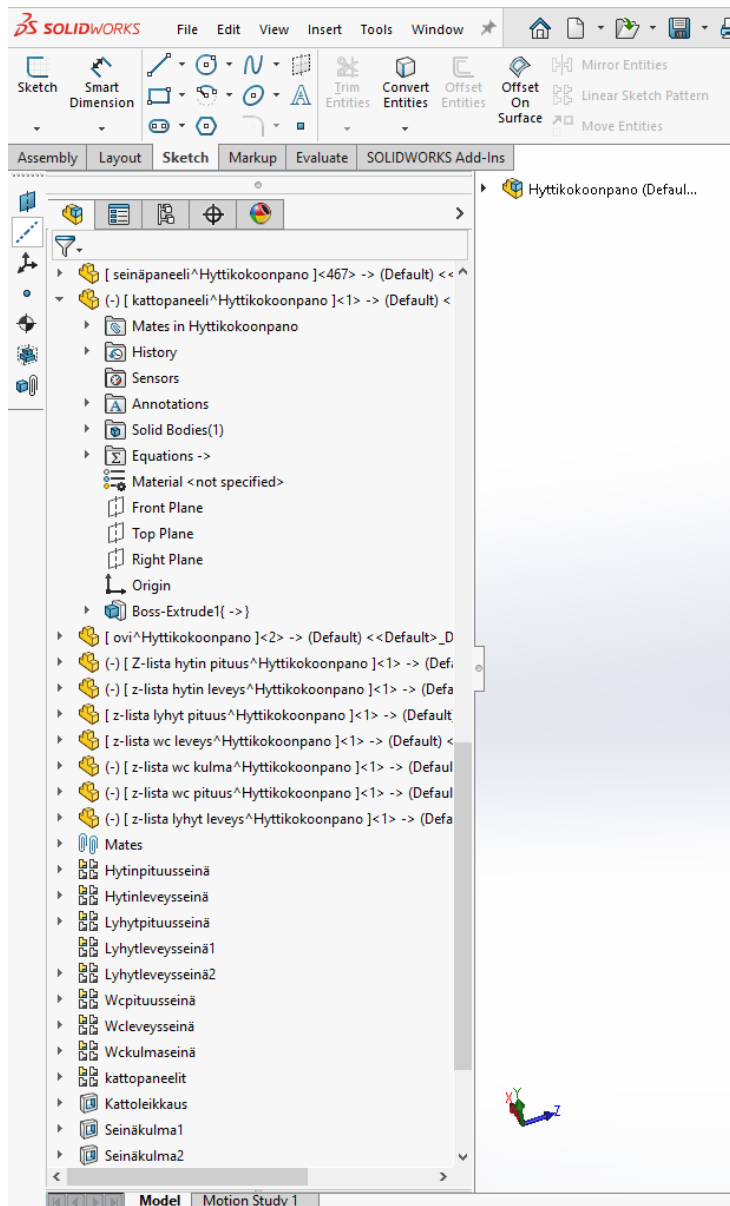 SOLIDWORKS File Edit View Insert Tools Window
Sketch Smart Dimension Trim Entities Convert Entities Offset Entities Offset On Surface Mirror Entities
Linear Sketch Pattern
Move Entities
Assembly Layout Sketch Markup Evaluate SOLIDWORKS Add-Ins
Hyttikokoonpano (Defaul...
[ seinäpaneeli^Hyttikokoonpano ]<467> -> (Default) <<
(-) [ kattopaneeli^Hyttikokoonpano ]<1> -> (Default) <
Mates in Hyttikokoonpano
History
Sensors
Annotations
Solid Bodies(1)
Equations ->
Material <not specified>
Front Plane
Top Plane
Right Plane
Origin
Boss-Extrude1{ ->}
[ ovi^Hyttikokoonpano ]<2> -> (Default) <<Default>_D
(-) [ Z-lista hytin pituus^Hyttikokoonpano ]<1> -> (Defa
(-) [ z-lista hytin leveys^Hyttikokoonpano ]<1> -> (Defa
[ z-lista lyhyt pituus^Hyttikokoonpano ]<1> -> (Default)
[ z-lista wc leveys^Hyttikokoonpano ]<1> -> (Default) <
(-) [ z-lista wc kulma^Hyttikokoonpano ]<1> -> (Defaul
(-) [ z-lista wc pituus^Hyttikokoonpano ]<1> -> (Defaul
(-) [ z-lista lyhyt leveys^Hyttikokoonpano ]<1> -> (Defa
Mates
Hytinpituusseinä
Hytinleveysseinä
Lyhytpituusseinä
Lyhytleveysseinä1
Lyhytleveysseinä2
Wcpituusseinä
Wcleveysseinä
Wckulmaseinä
kattopaneelit
Kattoleikkaus
Seinäkulma1
Seinäkulma2
X Y Z
Model Motion Study 1